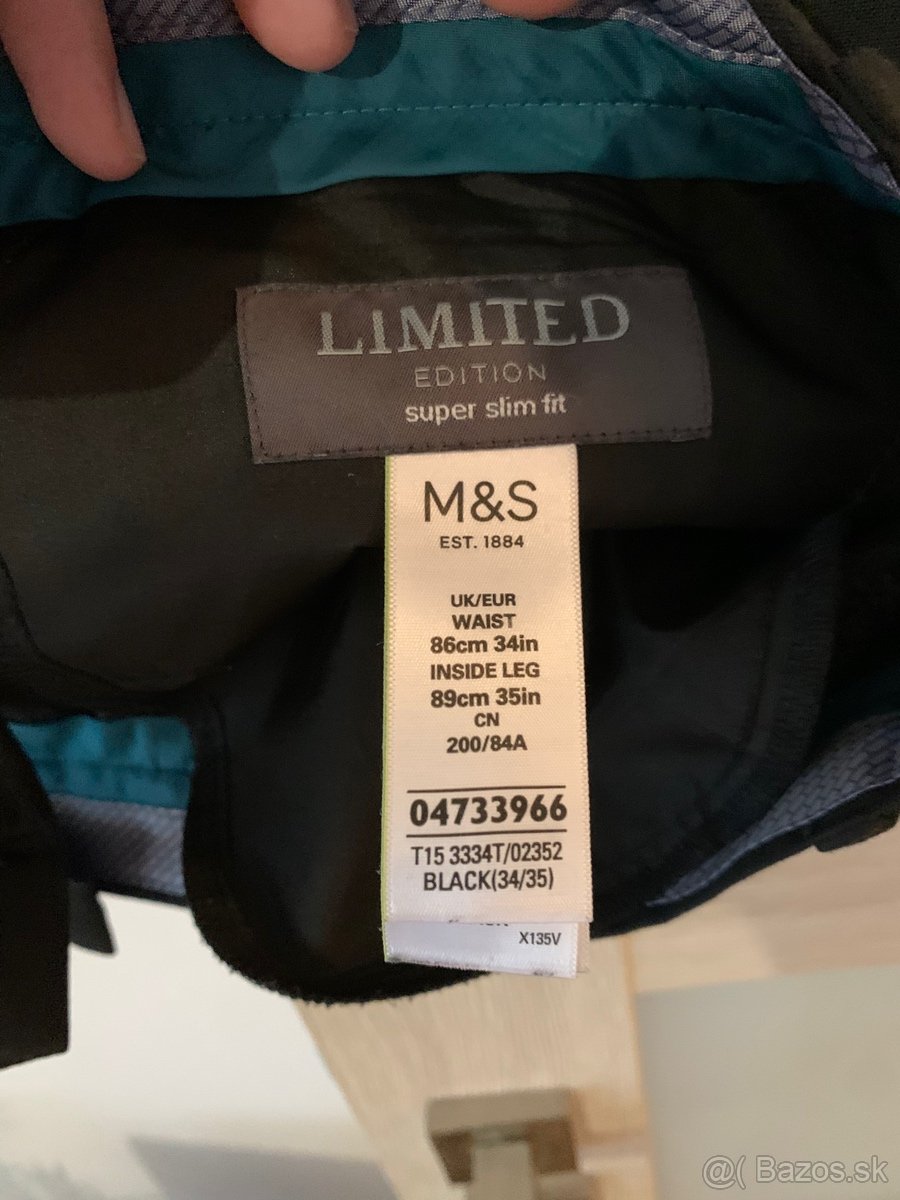 LIMITED
EDITION
super slim fit
M&S
EST. 1884
UK/EUR
WAIST
86cm 34in
INSIDE LEG
89cm 35in
CN
200/84A
04733966
T15 3334T/02352
BLACK(34/35)
X135V
@( Bazos.sk